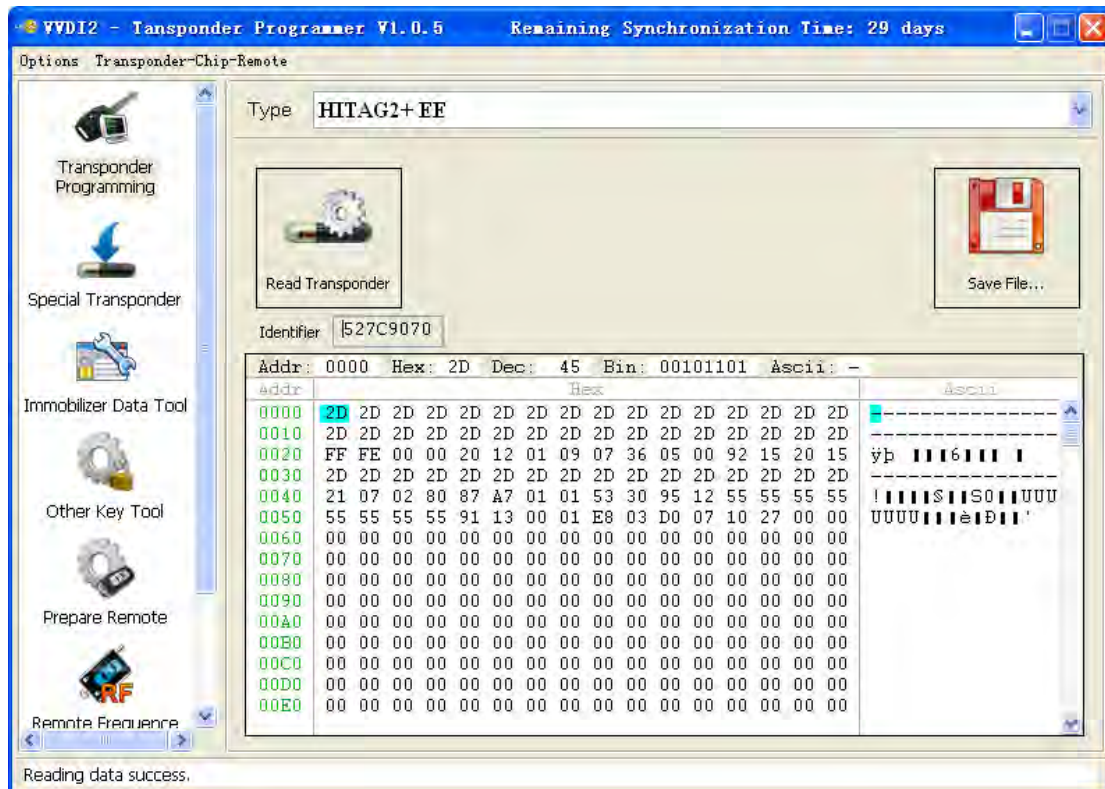 VVDI2 - Tansponder Programmer V1.0.5 Remaining Synchronization Time: 29 days
Options Transponder-Chip-Remote
Transponder
Programming
Special Transponder
Immobilizer Data Tool
Other Key Tool
Prepare Remote
RF
Remote Frequence
Type HITAG2+ EE
Read Transponder
Save File...
Identifier 527C9070
Addr: 0000 Hex: 2D Dec: 45 Bin: 00101101 Ascii: -
Addr Hex Ascii
0000 2D 2D 2D 2D 2D 2D 2D 2D 2D 2D 2D 2D 2D 2D 2D 2D ----------------
0010 2D 2D 2D 2D 2D 2D 2D 2D 2D 2D 2D 2D 2D 2D 2D 2D ----------------
0020 FF FE 00 00 20 12 01 09 07 36 05 00 92 15 20 15 ÿþ 6
0030 2D 2D 2D 2D 2D 2D 2D 2D 2D 2D 2D 2D 2D 2D 2D 2D ----------------
0040 21 07 02 80 87 A7 01 01 53 30 95 12 55 55 55 55 ! § S0 UUUU
0050 55 55 55 55 91 13 00 01 E8 03 D0 07 10 27 00 00 UUUU è Ð '
0060 00 00 00 00 00 00 00 00 00 00 00 00 00 00 00 00
0070 00 00 00 00 00 00 00 00 00 00 00 00 00 00 00 00
0080 00 00 00 00 00 00 00 00 00 00 00 00 00 00 00 00
0090 00 00 00 00 00 00 00 00 00 00 00 00 00 00 00 00
00A0 00 00 00 00 00 00 00 00 00 00 00 00 00 00 00 00
00B0 00 00 00 00 00 00 00 00 00 00 00 00 00 00 00 00
00C0 00 00 00 00 00 00 00 00 00 00 00 00 00 00 00 00
00D0 00 00 00 00 00 00 00 00 00 00 00 00 00 00 00 00
00E0 00 00 00 00 00 00 00 00 00 00 00 00 00 00 00 00
Reading data success.